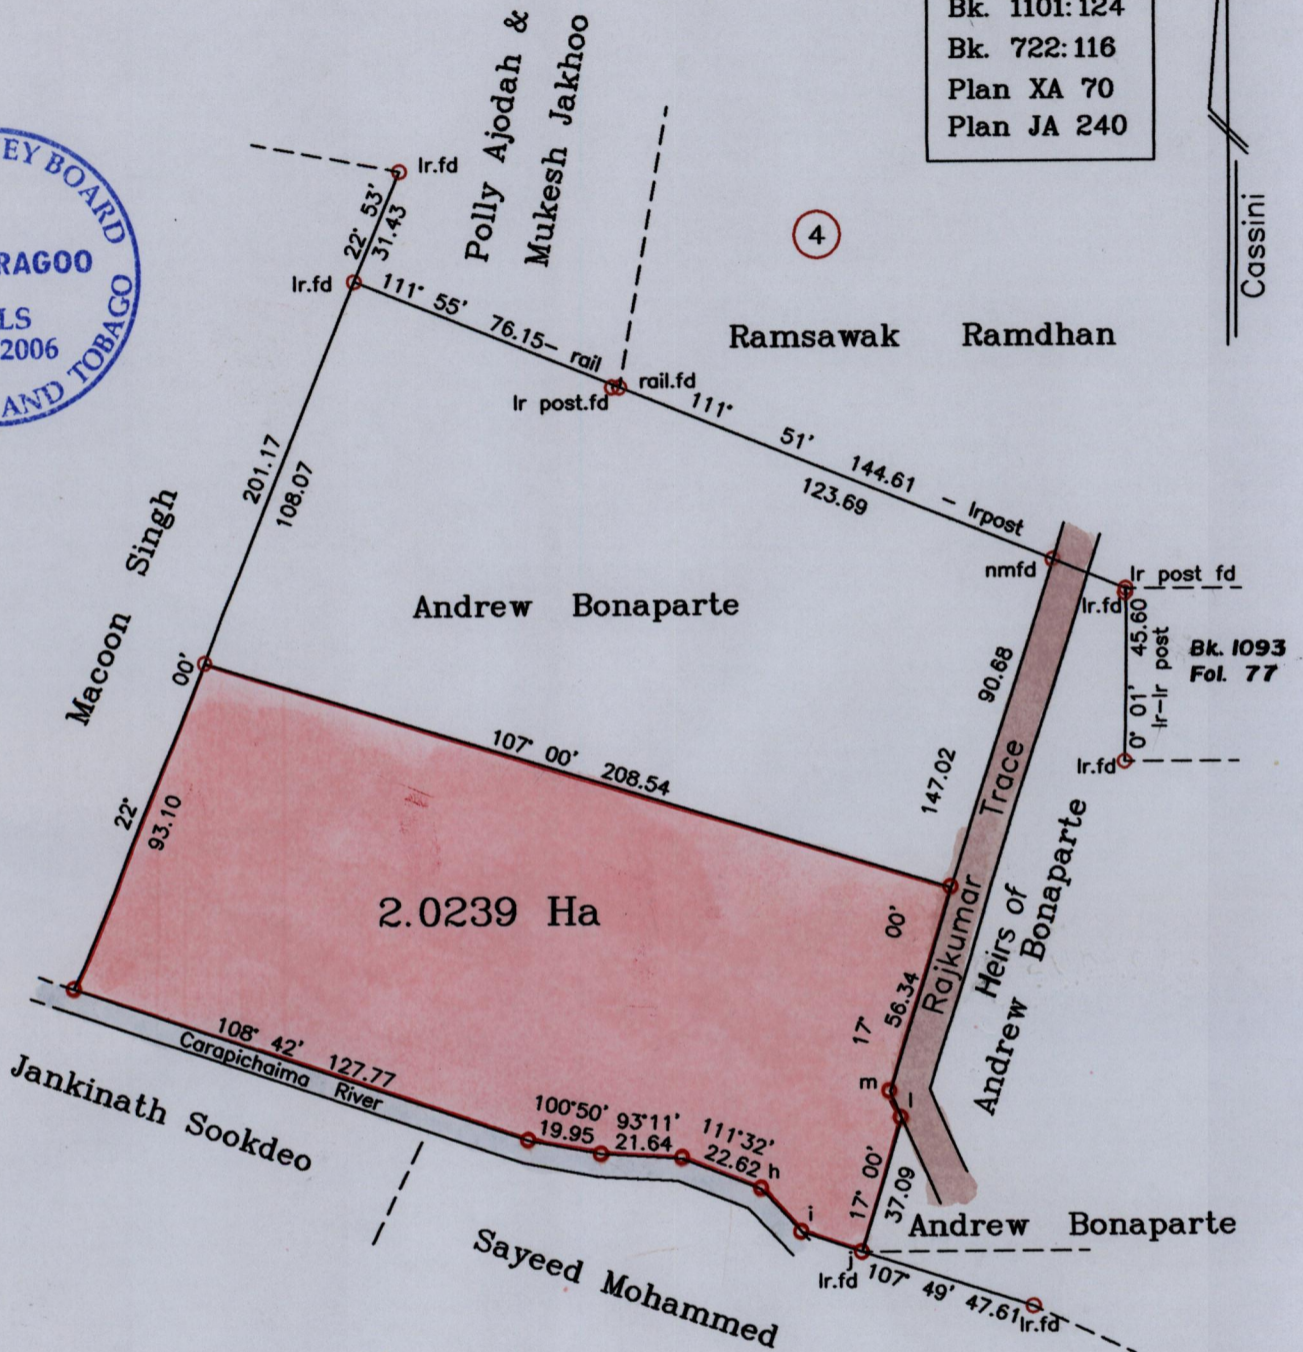 Bk. 1101:124
Bk. 722:116
Plan XA 70
Plan JA 240
Cassini
EY BOARD
RAGOO
LS
2006
AND TOBAGO
Polly Ajodah &
Mukesh Jakhoo
Ir.fd
22° 53'
31.43
4
Ir.fd
111° 55' 76.15– rail
Ramsawak Ramdhan
Ir post.fd
rail.fd
111° 51' 144.61 – Irpost
123.69
201.17
108.07
Macoon Singh
nmfd
Ir post fd
Ir.fd
Andrew Bonaparte
0° 01' 45.60
Ir–Ir post
Bk. 1093
Fol. 77
Ir.fd
90.68
147.02
Rajkumar Trace
00'
107° 00' 208.54
22°
93.10
Heirs of
Andrew Bonaparte
2.0239 Ha
00'
17°
56.34
m
l
108° 42' 127.77
Carapichaima River
Jankinath Sookdeo
100°50'
19.95
93°11'
21.64
111°32'
22.62
h
i
17° 00'
37.09
Andrew Bonaparte
j
Ir.fd
107° 49' 47.61
Ir.fd
Sayeed Mohammed